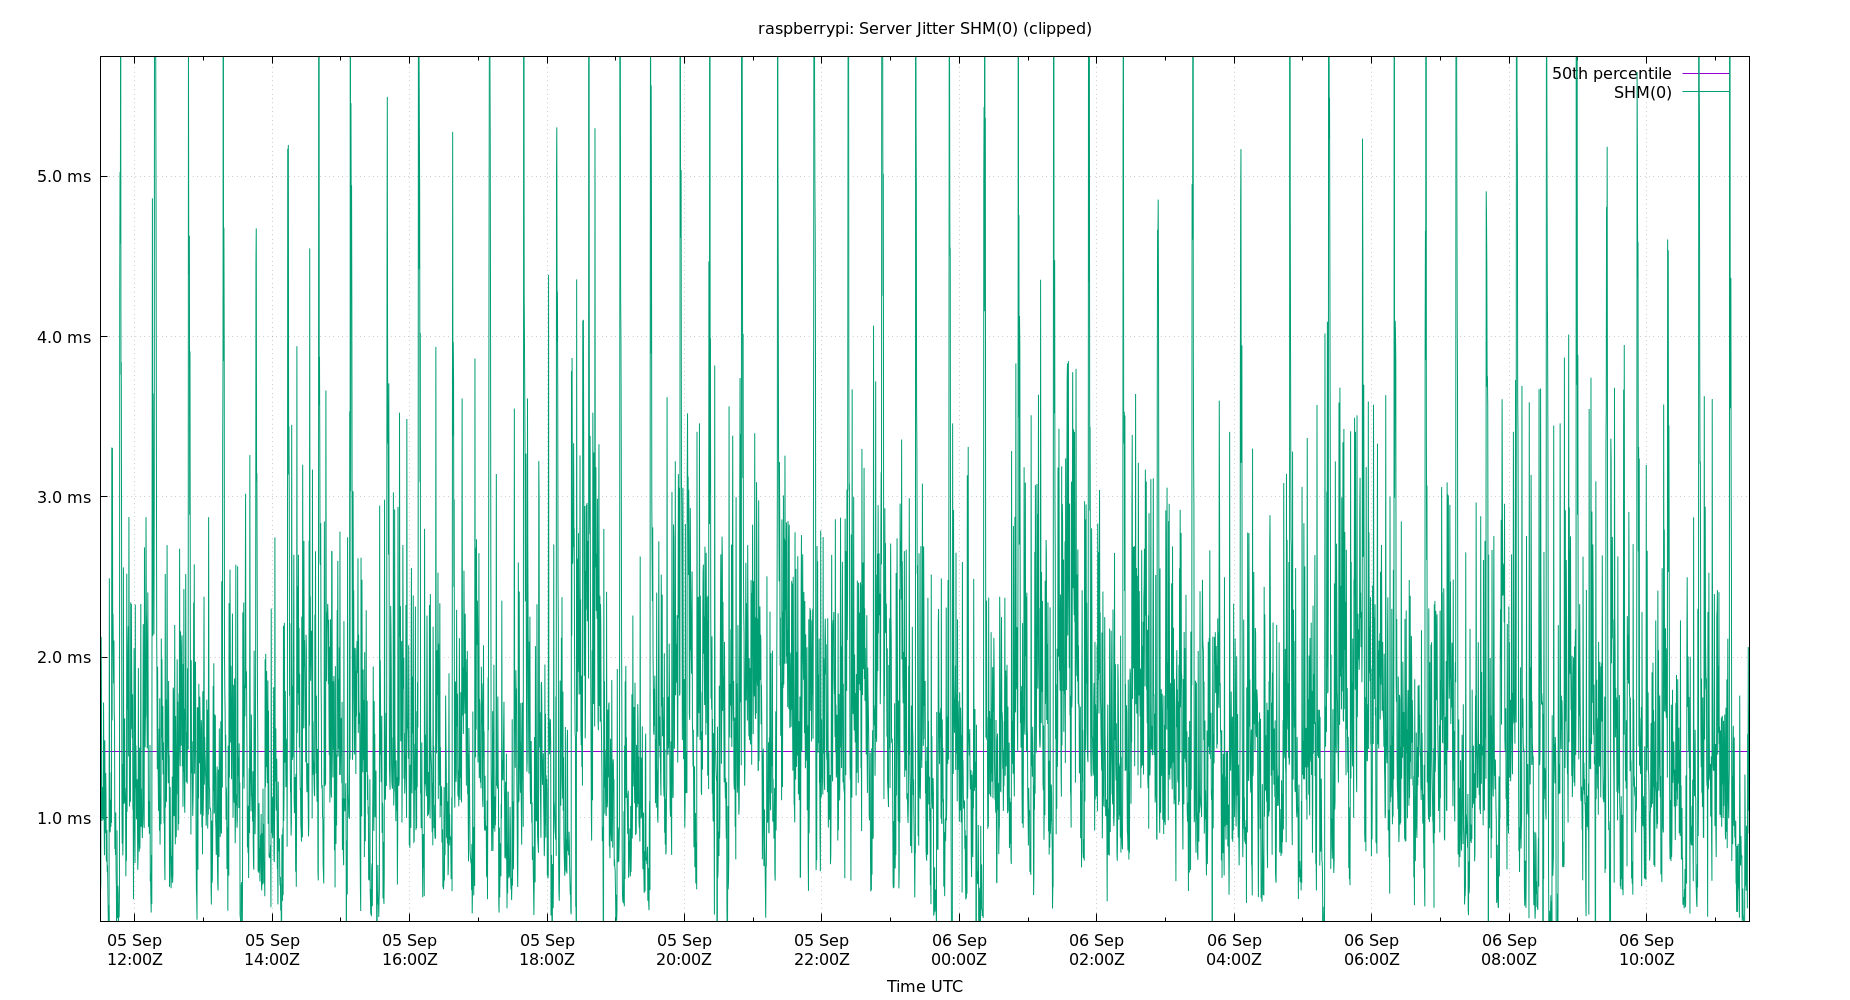 raspberrypi: Server Jitter SHM(0) (clipped)
50th percentile
SHM(0)
5.0 ms
4.0 ms
3.0 ms
2.0 ms
1.0 ms
05 Sep 05 Sep 05 Sep 05 Sep 05 Sep 05 Sep 06 Sep 06 Sep 06 Sep 06 Sep 06 Sep 06 Sep
12:00Z 14:00Z 16:00Z 18:00Z 20:00Z 22:00Z 00:00Z 02:00Z 04:00Z 06:00Z 08:00Z 10:00Z
Time UTC